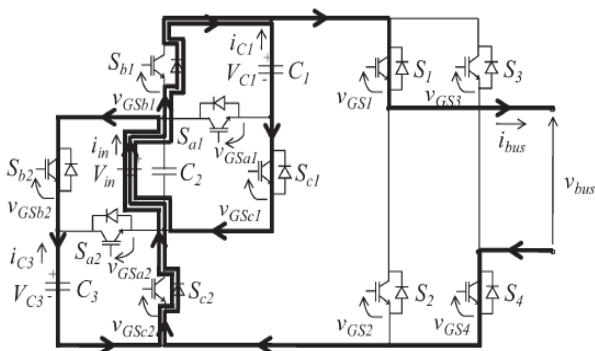 i_C1
S_b1
V_C1
C_1
S_1
S_3
v_GSb1
v_GS1
v_GS3
i_in
S_a1
v_GSa1
i_bus
S_b2
V_in
C_2
S_c1
v_bus
v_GSb2
v_GSc1
i_C3
S_a2
v_GSa2
V_C3
C_3
S_c2
S_2
S_4
v_GSc2
v_GS2
v_GS4